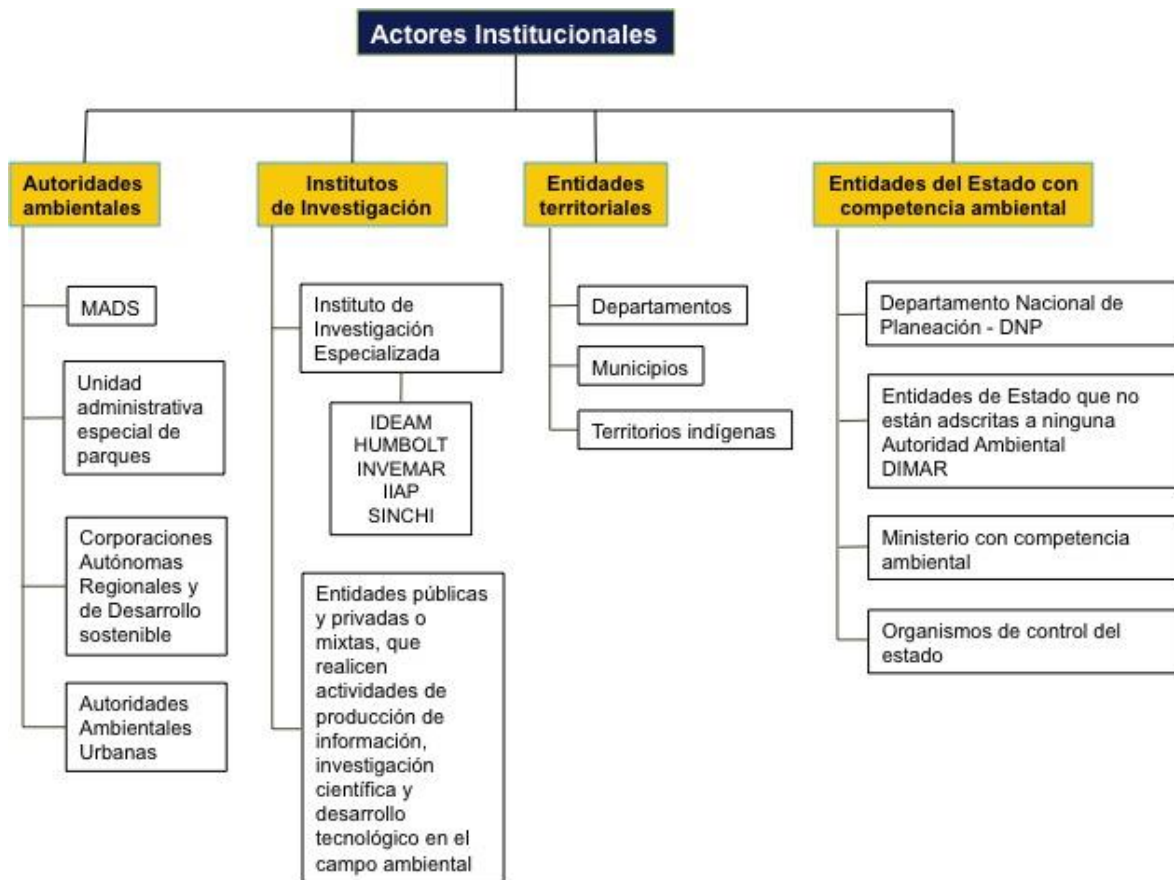 Actores Institucionales
Autoridades
ambientales
MADS
Unidad
administrativa
especial de
parques
Corporaciones
Autónomas
Regionales y
de Desarrollo
sostenible
Autoridades
Ambientales
Urbanas
Institutos
de Investigación
Instituto de
Investigación
Especializada
IDEAM
HUMBOLT
INVEMAR
IIAP
SINCHI
Entidades públicas
y privadas o
mixtas, que
realicen
actividades de
producción de
información,
investigación
científica y
desarrollo
tecnológico en el
campo ambiental
Entidades
territoriales
Departamentos
Municipios
Territorios indígenas
Entidades del Estado con
competencia ambiental
Departamento Nacional de
Planeación - DNP
Entidades de Estado que no
están adscritas a ninguna
Autoridad Ambiental
DIMAR
Ministerio con competencia
ambiental
Organismos de control del
estado